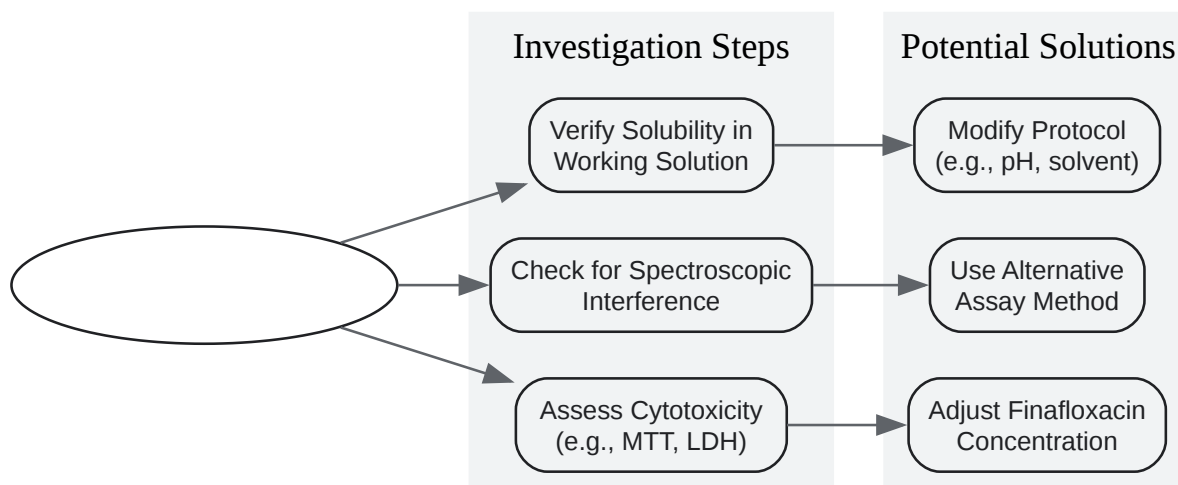 Investigation Steps
Potential Solutions
Verify Solubility in
Working Solution
Modify Protocol
(e.g., pH, solvent)
Check for Spectroscopic
Interference
Use Alternative
Assay Method
Assess Cytotoxicity
(e.g., MTT, LDH)
Adjust Finafloxacin
Concentration